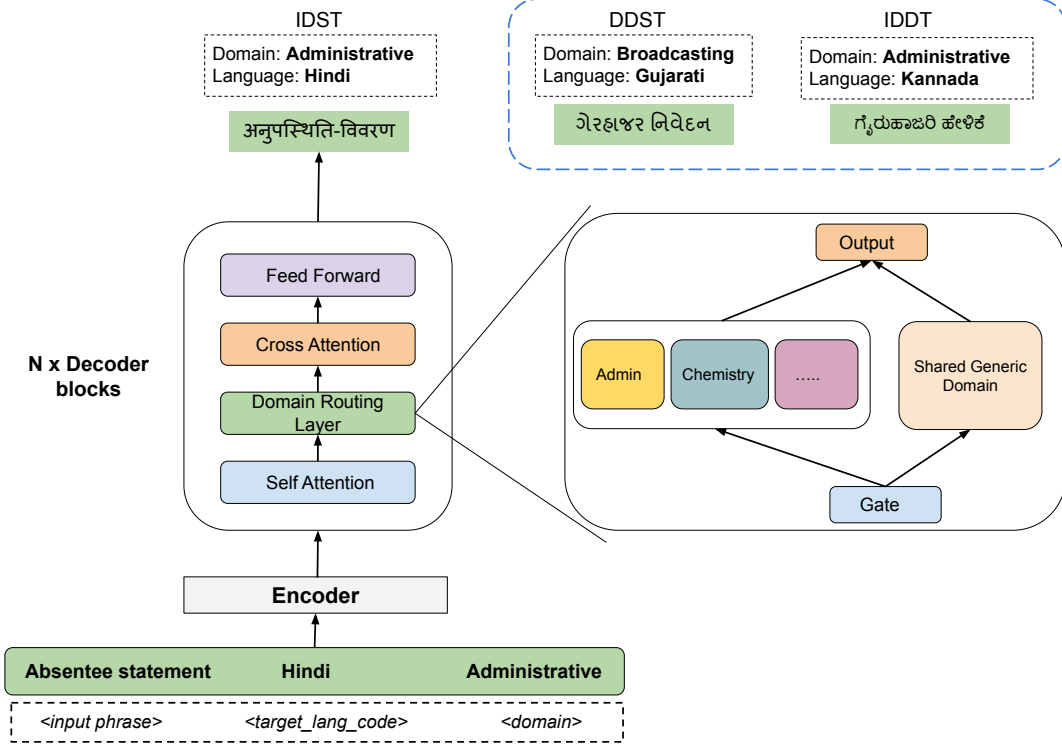 IDST
Domain: Administrative
Language: Hindi
अनुपस्थिति-विवरण
DDST
Domain: Broadcasting
Language: Gujarati
ગેરહાજર નિવેદન
IDDT
Domain: Administrative
Language: Kannada
ಗೈರುಹಾಜರಿ ಹೇಳಿಕೆ
N x Decoder
blocks
Feed Forward
Cross Attention
Domain Routing
Layer
Self Attention
Output
Admin
Chemistry
.....
Shared Generic
Domain
Gate
Encoder
Absentee statement
Hindi
Administrative
<input phrase>
<target_lang_code>
<domain>